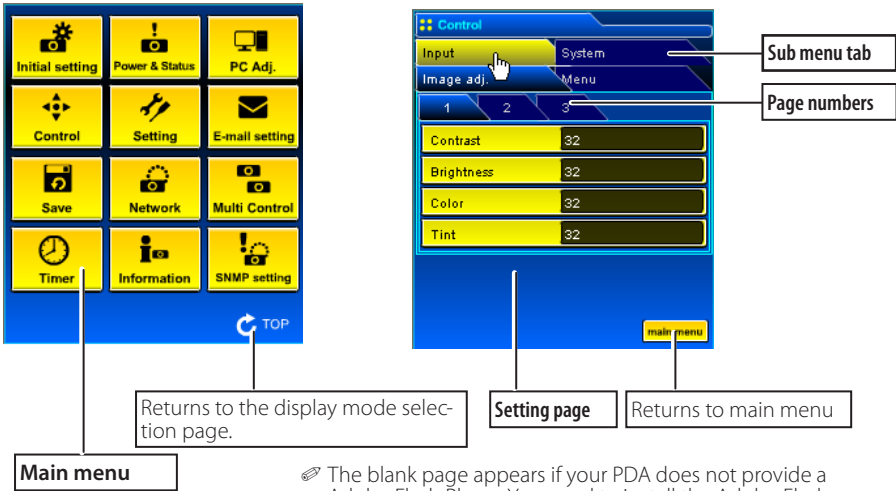 Initial setting
Power & Status
PC Adj.
Control
Setting
E-mail setting
Save
Network
Multi Control
Timer
Information
SNMP setting
TOP
Control
Input
System
Image adj.
Menu
1 2 3
Contrast 32
Brightness 32
Color 32
Tint 32
main menu
Sub menu tab
Page numbers
Returns to the display mode selec-
tion page.
Setting page
Returns to main menu
Main menu
The blank page appears if your PDA does not provide a